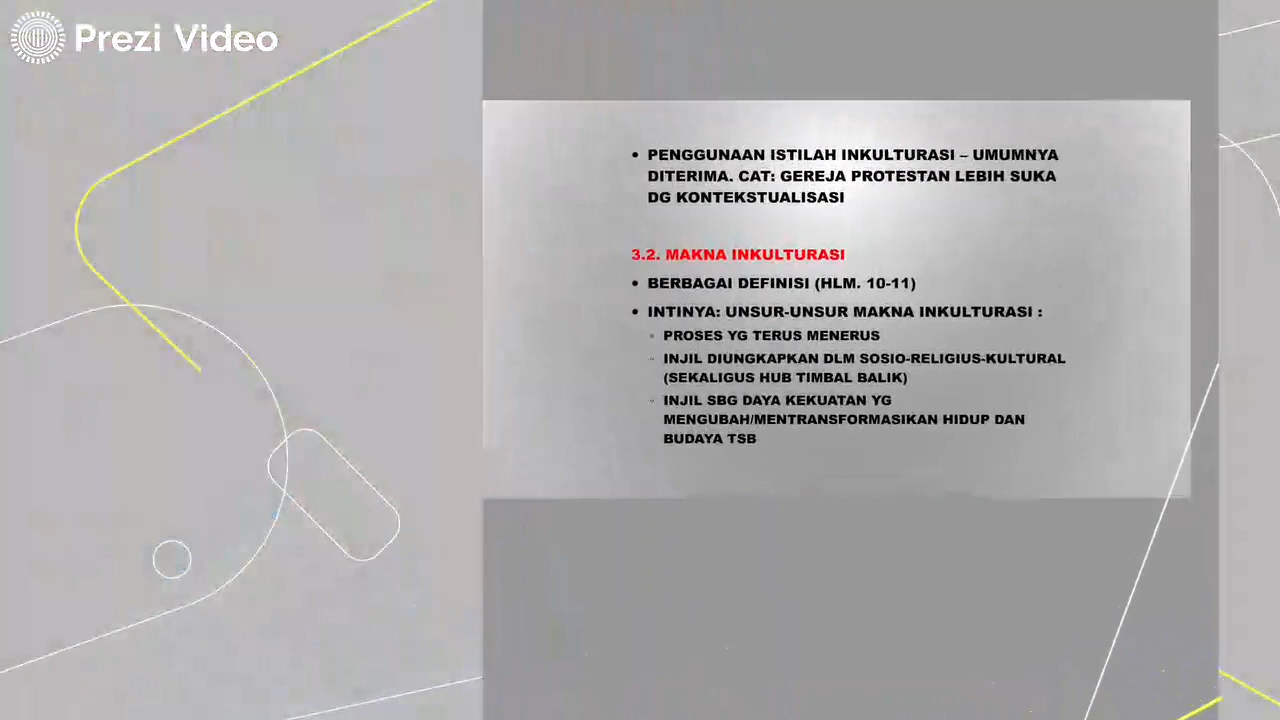 Prezi Video
• PENGGUNAAN ISTILAH INKULTURASI – UMUMNYA
DITERIMA. CAT: GEREJA PROTESTAN LEBIH SUKA
DG KONTEKSTUALISASI
3.2. MAKNA INKULTURASI
• BERBAGAI DEFINISI (HLM. 10-11)
• INTINYA: UNSUR-UNSUR MAKNA INKULTURASI :
- PROSES YG TERUS MENERUS
- INJIL DIUNGKAPKAN DLM SOSIO-RELIGIUS-KULTURAL
(SEKALIGUS HUB TIMBAL BALIK)
- INJIL SBG DAYA KEKUATAN YG
MENGUBAH/MENTRANSFORMASIKAN HIDUP DAN
BUDAYA TSB